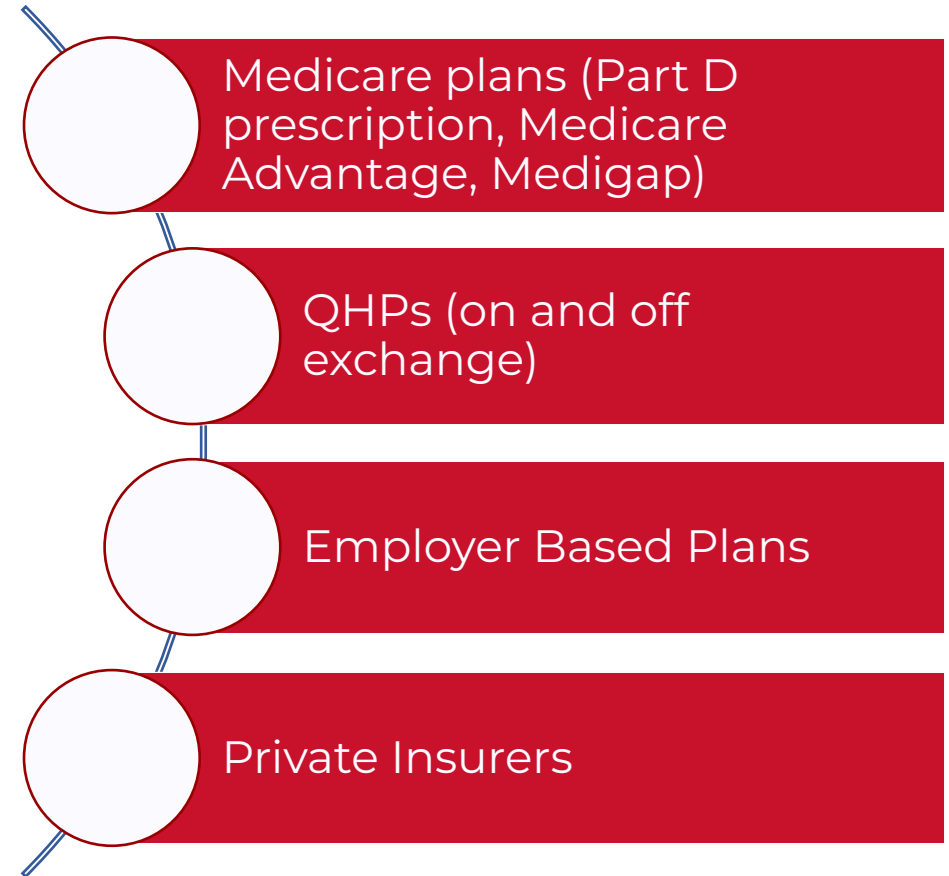 Medicare plans (Part D
prescription, Medicare
Advantage, Medigap)
QHPs (on and off
exchange)
Employer Based Plans
Private Insurers